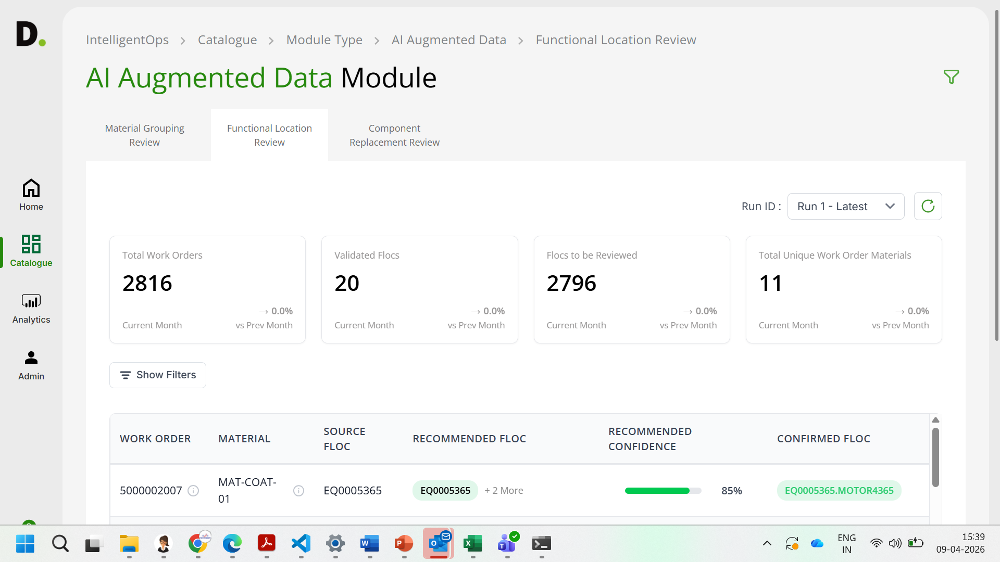 D.
IntelligentOps > Catalogue > Module Type > AI Augmented Data > Functional Location Review
AI Augmented Data Module
Material Grouping
Review
Functional Location
Review
Component
Replacement Review
Home
Catalogue
Analytics
Admin
Run ID : Run 1 - Latest
Total Work Orders
2816
→ 0.0%
Current Month vs Prev Month
Validated Flocs
20
→ 0.0%
Current Month vs Prev Month
Flocs to be Reviewed
2796
→ 0.0%
Current Month vs Prev Month
Total Unique Work Order Materials
11
→ 0.0%
Current Month vs Prev Month
Show Filters
WORK ORDER
MATERIAL
SOURCE
FLOC
RECOMMENDED FLOC
RECOMMENDED
CONFIDENCE
CONFIRMED FLOC
5000002007
MAT-COAT-
01
EQ0005365
EQ0005365 + 2 More
85%
EQ0005365.MOTOR4365
ENG
IN
15:39
09-04-2026